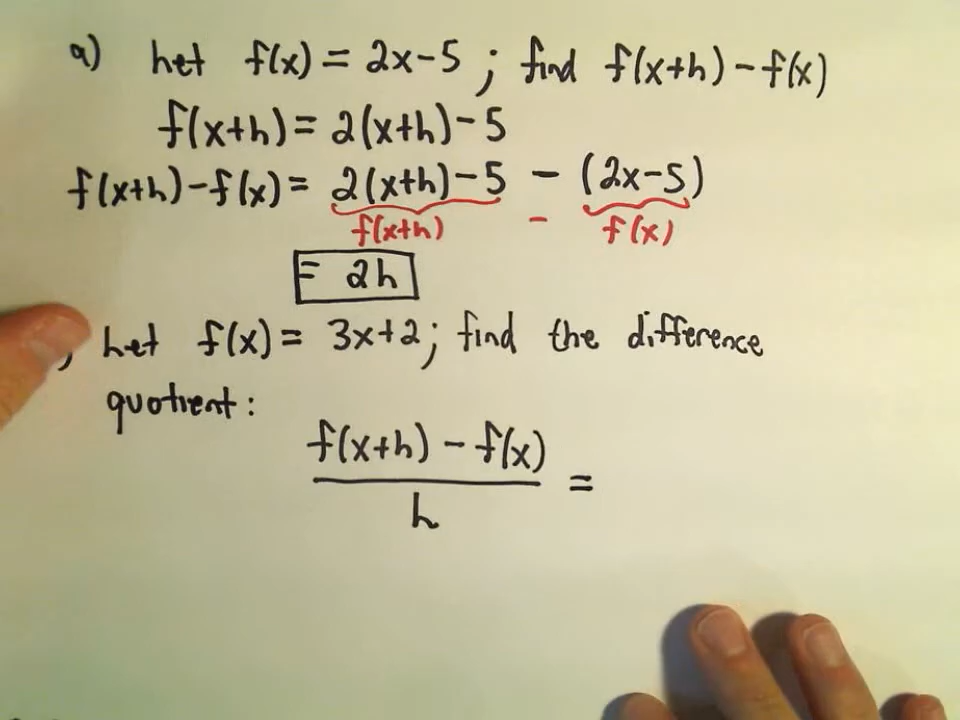 a) Let f(x) = 2x-5 ; find f(x+h) - f(x)
f(x+h) = 2(x+h) - 5
f(x+h) - f(x) = 2(x+h) - 5 - (2x-5)
f(x+h) - f(x)
= 2h
Let f(x) = 3x+2; find the difference
quotient:
f(x+h) - f(x)
=
h